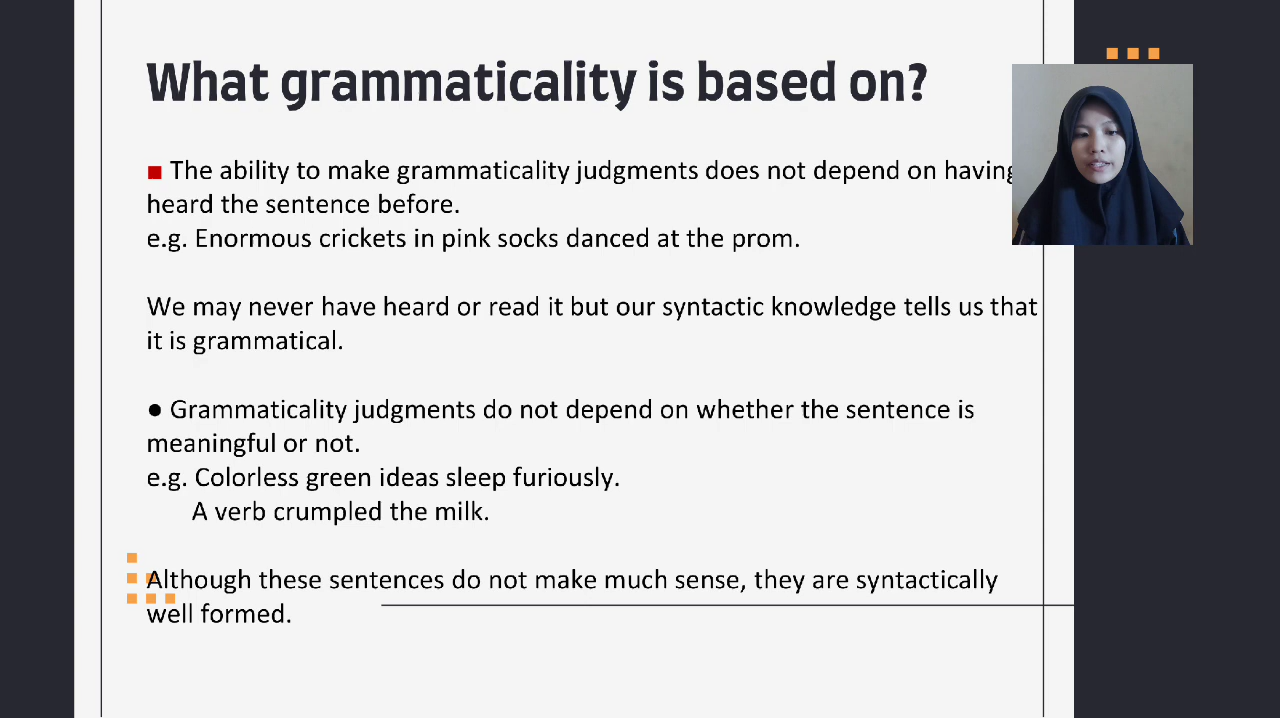 What grammaticality is based on?
■ The ability to make grammaticality judgments does not depend on having
heard the sentence before.
e.g. Enormous crickets in pink socks danced at the prom.
We may never have heard or read it but our syntactic knowledge tells us that
it is grammatical.
● Grammaticality judgments do not depend on whether the sentence is
meaningful or not.
e.g. Colorless green ideas sleep furiously.
A verb crumpled the milk.
Although these sentences do not make much sense, they are syntactically
well formed.